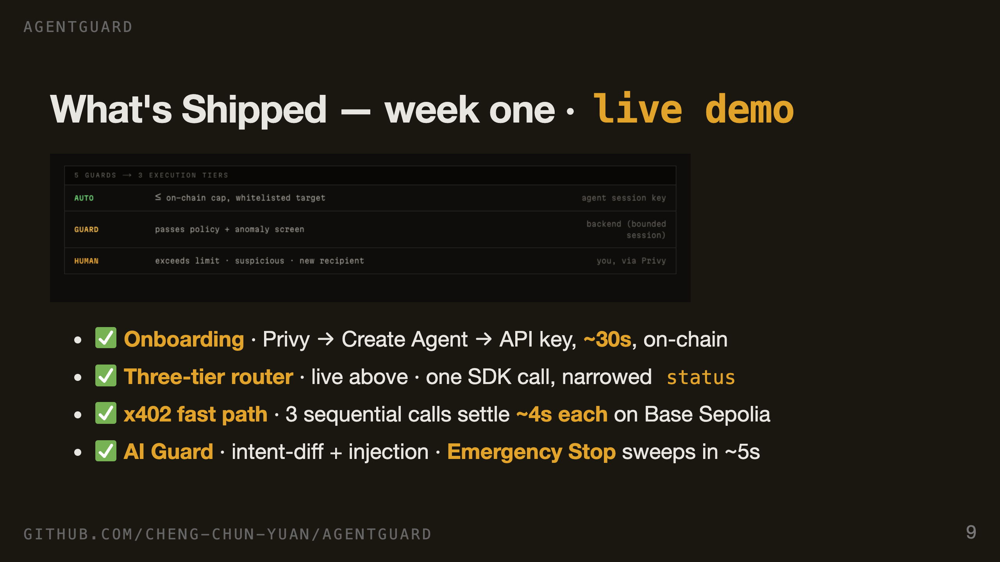 AGENTGUARD
What's Shipped — week one · live demo
5 GUARDS → 3 EXECUTION TIERS
AUTO ≤ on-chain cap, whitelisted target agent session key
GUARD passes policy + anomaly screen backend (bounded
session)
HUMAN exceeds limit · suspicious · new recipient you, via Privy
• ✅ Onboarding · Privy → Create Agent → API key, ~30s, on-chain
• ✅ Three-tier router · live above · one SDK call, narrowed status
• ✅ x402 fast path · 3 sequential calls settle ~4s each on Base Sepolia
• ✅ AI Guard · intent-diff + injection · Emergency Stop sweeps in ~5s
GITHUB.COM/CHENG-CHUN-YUAN/AGENTGUARD
9